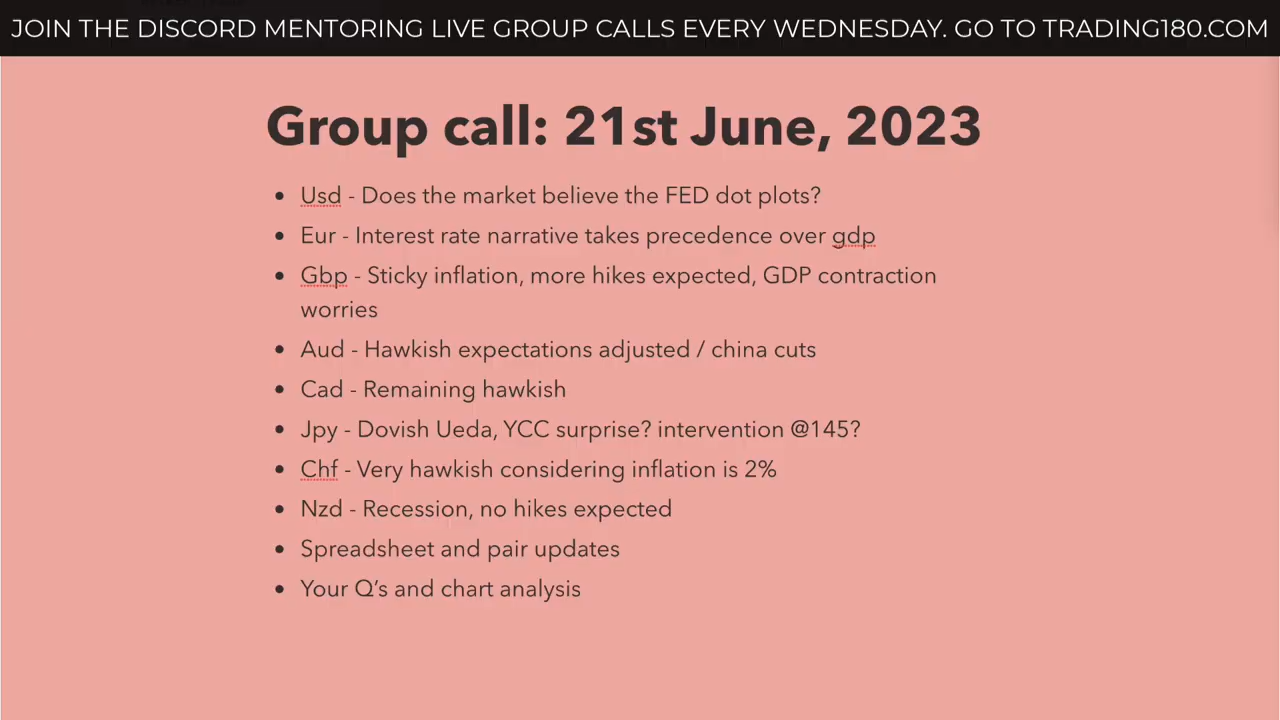 JOIN THE DISCORD MENTORING LIVE GROUP CALLS EVERY WEDNESDAY. GO TO TRADING180.COM
Group call: 21st June, 2023
• Usd - Does the market believe the FED dot plots?
• Eur - Interest rate narrative takes precedence over gdp
• Gbp - Sticky inflation, more hikes expected, GDP contraction
worries
• Aud - Hawkish expectations adjusted / china cuts
• Cad - Remaining hawkish
• Jpy - Dovish Ueda, YCC surprise? intervention @145?
• Chf - Very hawkish considering inflation is 2%
• Nzd - Recession, no hikes expected
• Spreadsheet and pair updates
• Your Q’s and chart analysis